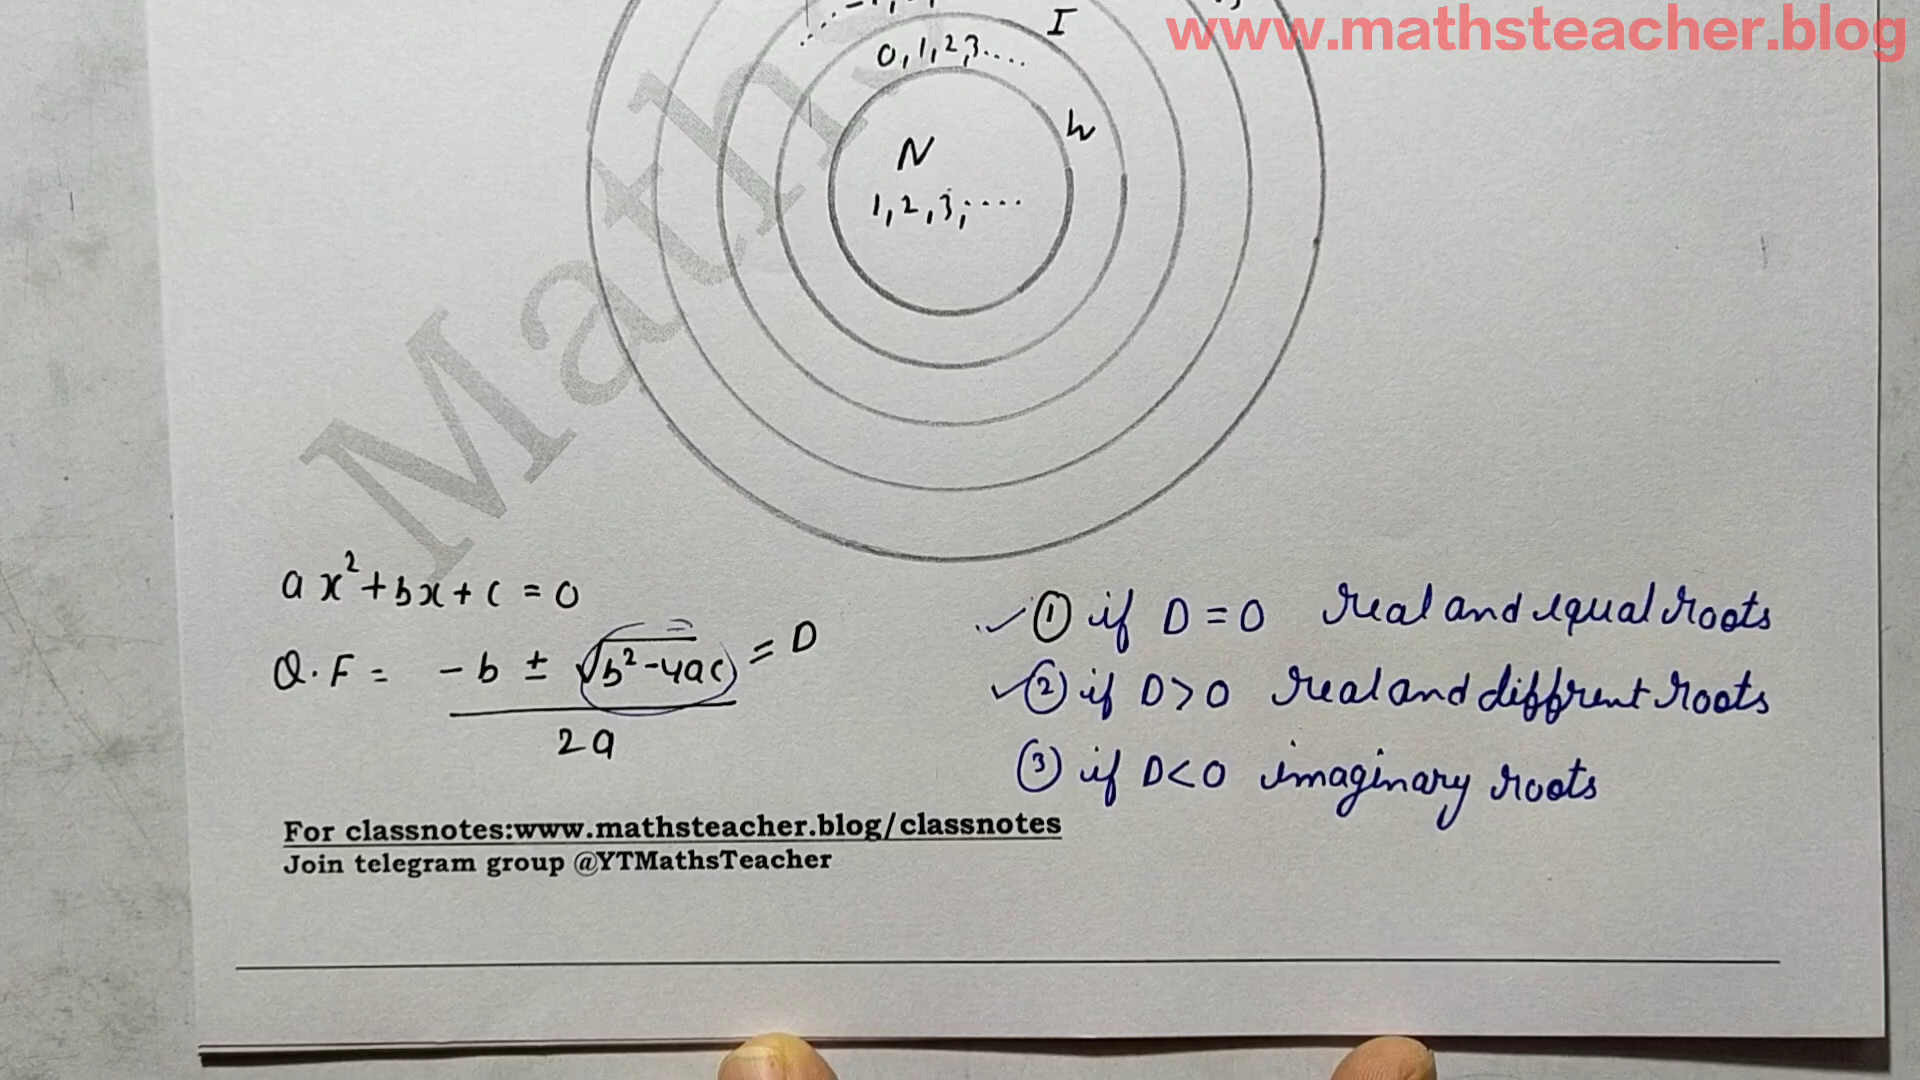 www.mathsteacher.blog
I
0, 1, 2, 3....
W
N
1, 2, 3, ....
Maths
ax²+bx+c = 0
Q.F = -b ± √b²-4ac = D
2a
① if D = 0 real and equal roots
② if D > 0 real and diffrent roots
③ if D < 0 imaginary roots
For classnotes:www.mathsteacher.blog/classnotes
Join telegram group @YTMathsTeacher